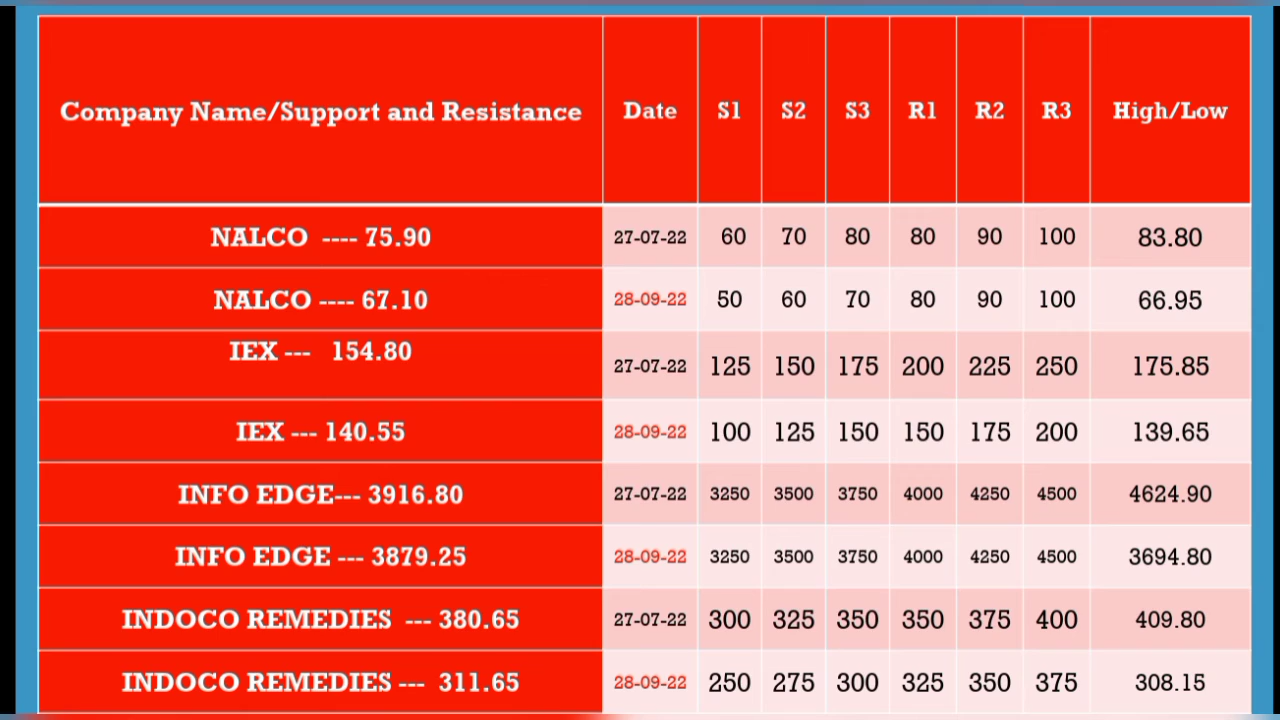 Company Name/Support and Resistance Date S1 S2 S3 R1 R2 R3 High/Low
NALCO ---- 75.90 27-07-22 60 70 80 80 90 100 83.80
NALCO ---- 67.10 28-09-22 50 60 70 80 90 100 66.95
IEX --- 154.80 27-07-22 125 150 175 200 225 250 175.85
IEX --- 140.55 28-09-22 100 125 150 150 175 200 139.65
INFO EDGE--- 3916.80 27-07-22 3250 3500 3750 4000 4250 4500 4624.90
INFO EDGE --- 3879.25 28-09-22 3250 3500 3750 4000 4250 4500 3694.80
INDOCO REMEDIES --- 380.65 27-07-22 300 325 350 350 375 400 409.80
INDOCO REMEDIES --- 311.65 28-09-22 250 275 300 325 350 375 308.15